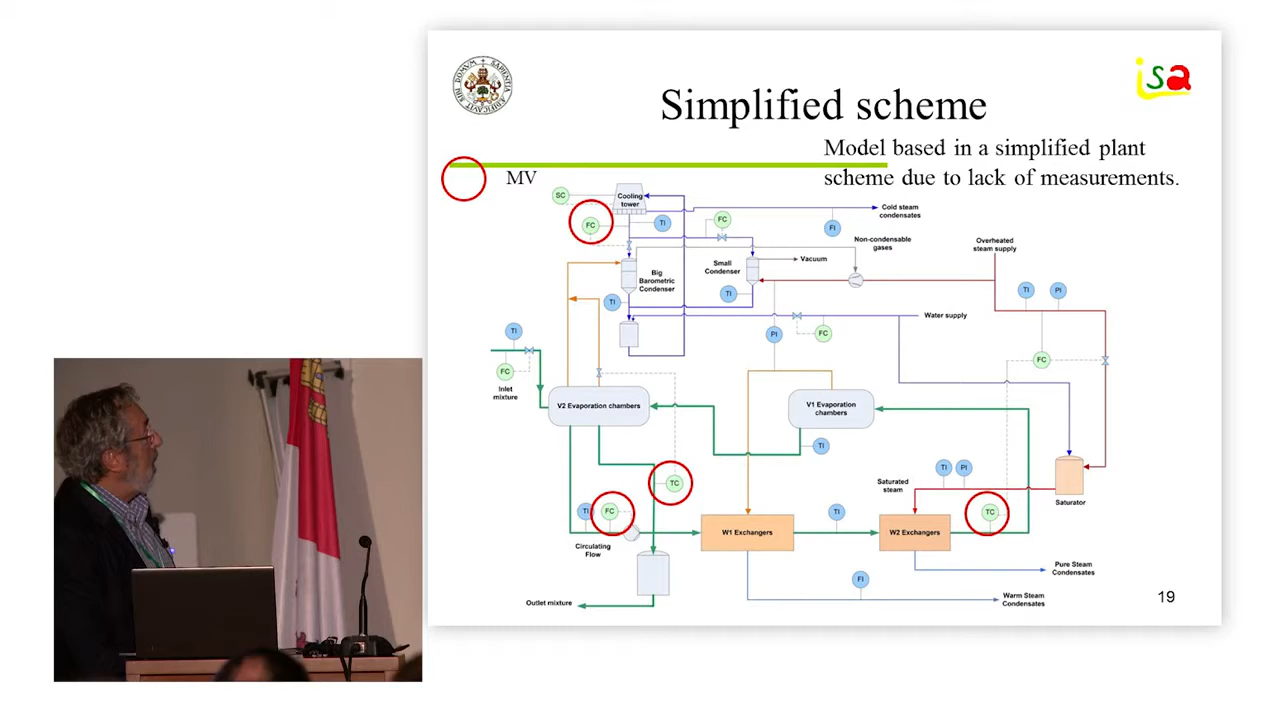 Simplified scheme
isa
Model based in a simplified plant
scheme due to lack of measurements.
MV
SC
Cooling
tower
FC
TI
FC
FI
Cold steam
condensates
Non-condensable
gases
Overheated
steam supply
Vacuum
Small
Condenser
Big
Barometric
Condenser
TI
TI
TI
PI
Water supply
PI
FC
FC
TI
FC
Inlet
mixture
V2 Evaporation chambers
V1 Evaporation
chambers
TI
TC
TI
PI
Saturated
steam
Saturator
TI
FC
Circulating
Flow
W1 Exchangers
TI
W2 Exchangers
TC
Pure Steam
Condensates
FI
Warm Steam
Condensates
Outlet mixture
19